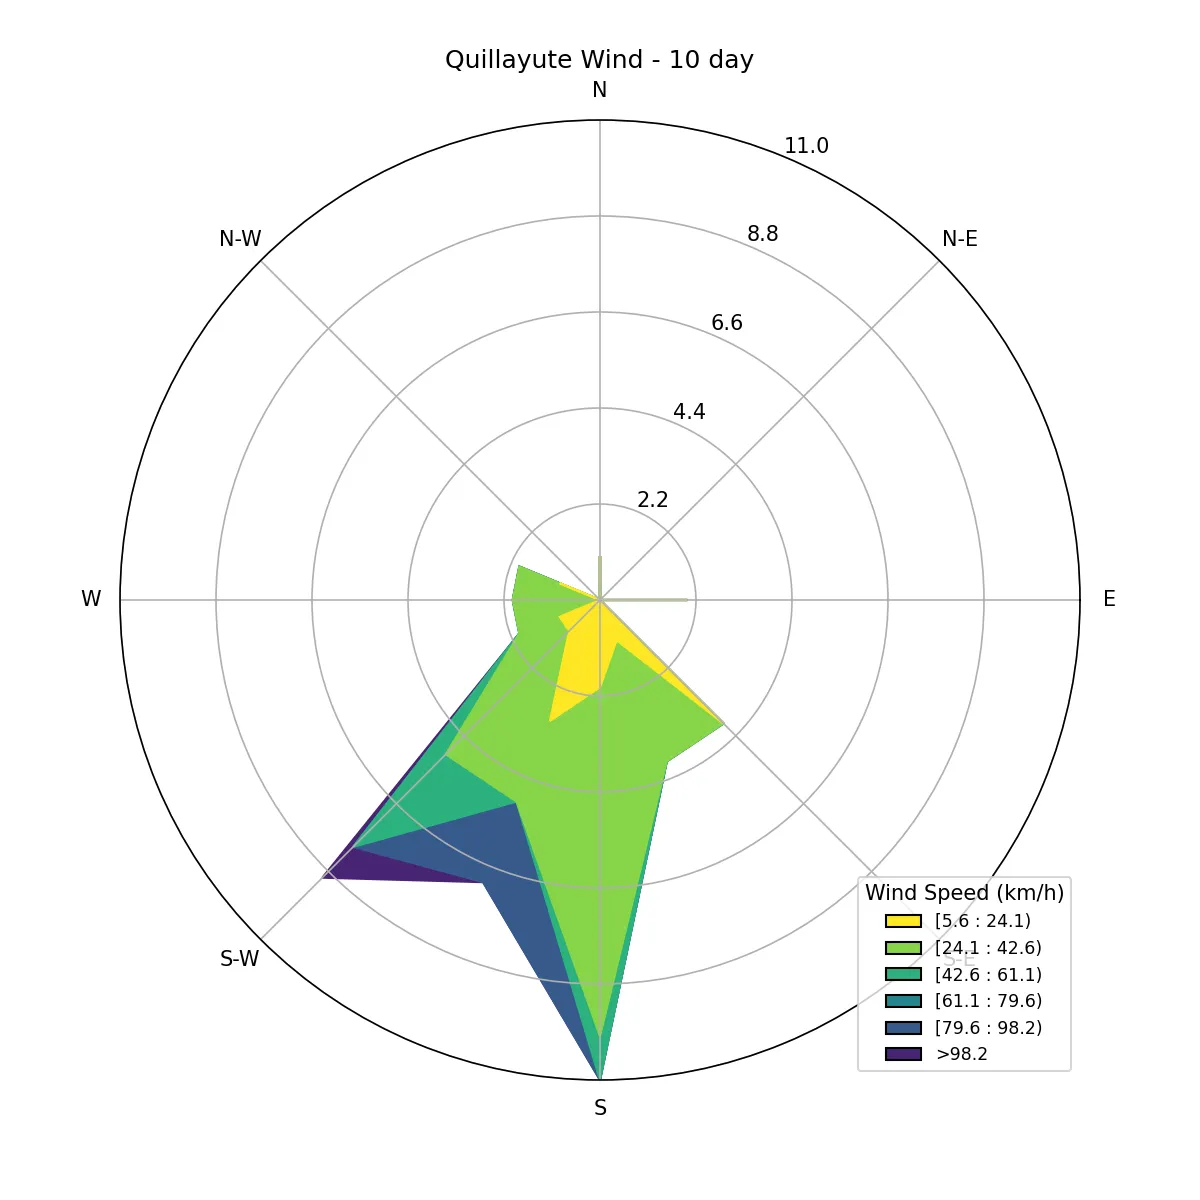 Quillayute Wind - 10 day
N
11.0
N-W
N-E
8.8
6.6
4.4
2.2
W
E
S-W
S-E
S
Wind Speed (km/h)
[5.6 : 24.1)
[24.1 : 42.6)
[42.6 : 61.1)
[61.1 : 79.6)
[79.6 : 98.2)
>98.2